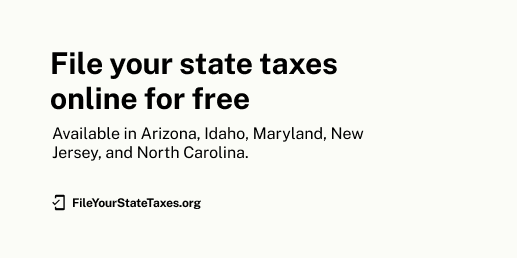 File your state taxes
online for free
Available in Arizona, Idaho, Maryland, New
Jersey, and North Carolina.
FileYourStateTaxes.org